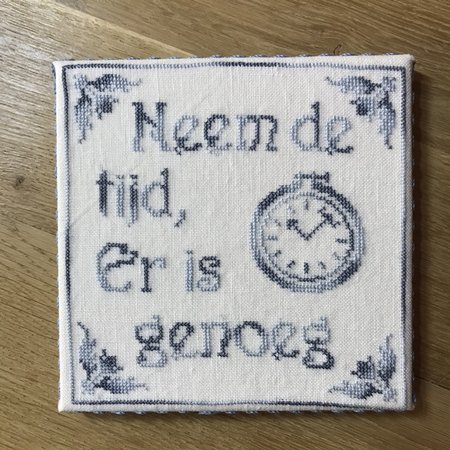 Neem de
tijd,
Er is
genoeg